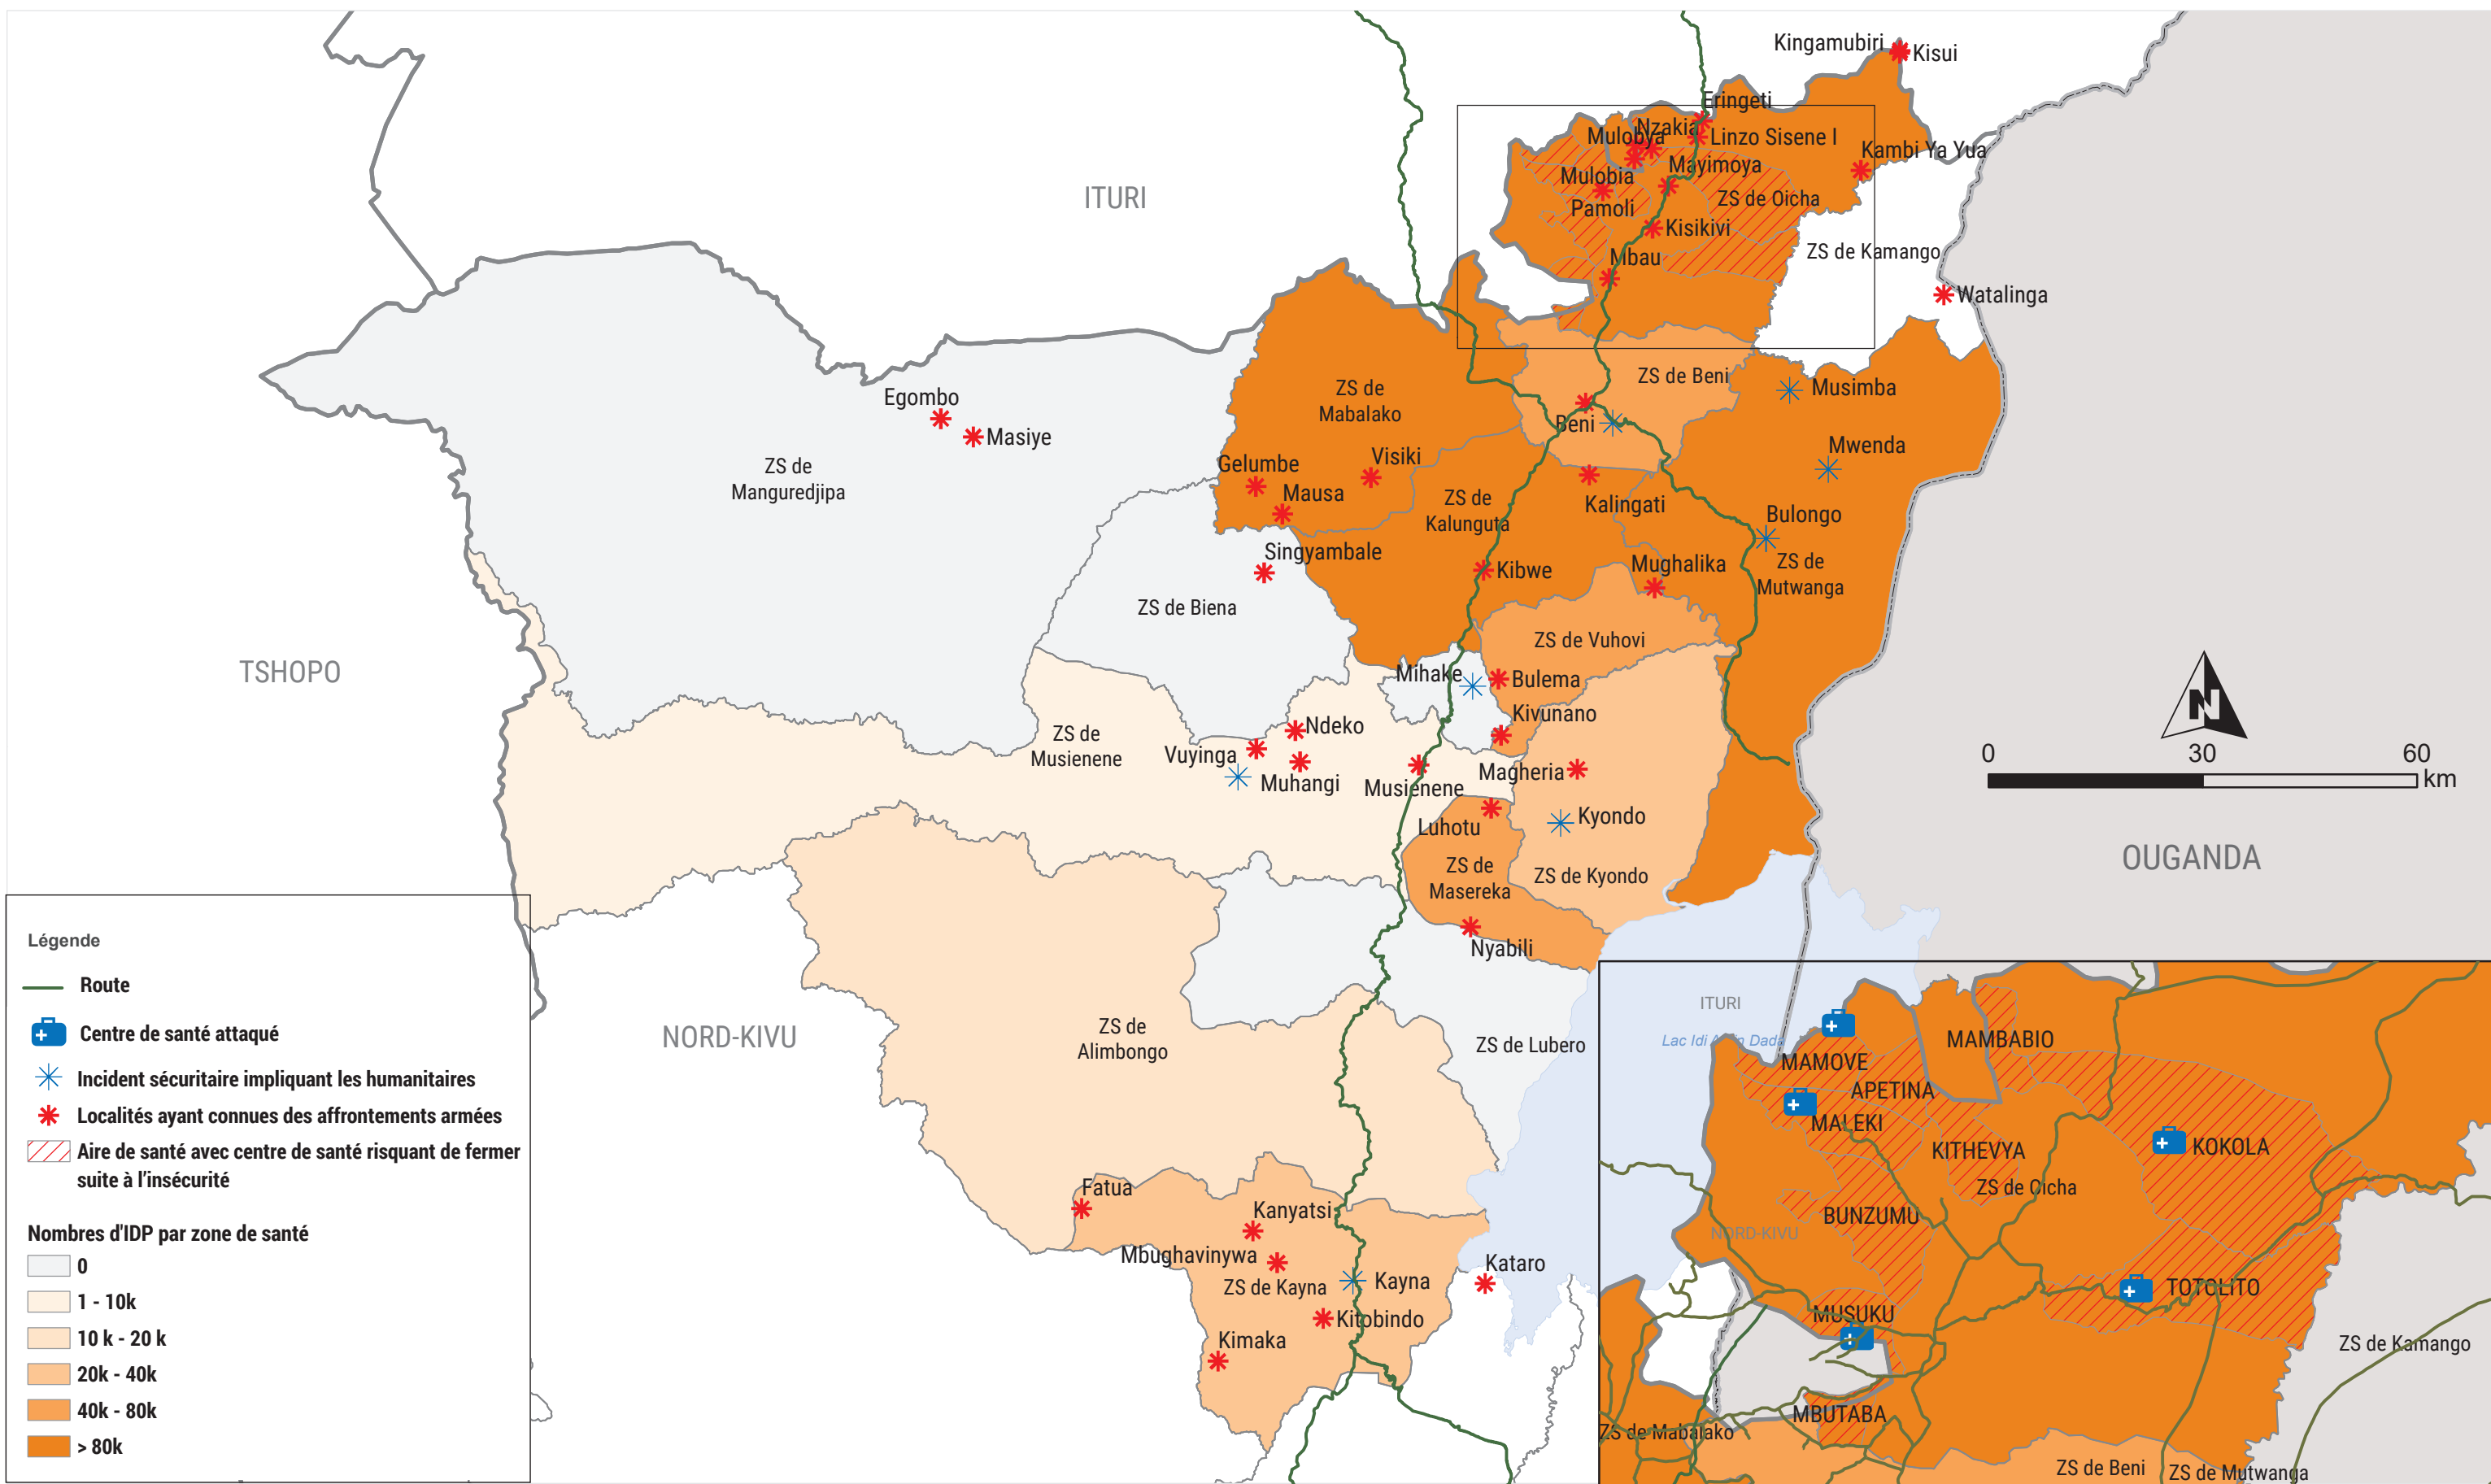 Kingamubiri
Kisui
Eringeti
Nzakia
Mulobya
Linzo Sisene I
Kambi Ya Yua
Mayimoya
Mulobia
ZS de Oicha
Pamoli
Kisikivi
ITURI
ZS de Kamango
Mbau
Watalinga
Egombo
Masiye
ZS de
Manguredjipa
ZS de
Mabalako
ZS de Beni
Musimba
Beni
Mwenda
Gelumbe
Visiki
Mausa
ZS de
Kalunguta
Kalingati
Bulongo
Singyambale
Kibwe
Mughalika
ZS de
Mutwanga
ZS de Biena
ZS de Vuhovi
TSHOPO
Mihake
Bulema
Kivunano
Ndeko
ZS de
Musienene
Vuyinga
Muhangi
Musienene
Magheria
Kyondo
Luhotu
ZS de
Masereka
ZS de Kyondo
Nyabili
N
0 30 60
km
OUGANDA
NORD-KIVU
ZS de
Alimbongo
ZS de Lubero
Fatua
Kanyatsi
Mbughavinywa
ZS de Kayna
Kayna
Kataro
Kitobindo
Kimaka
Légende
Route
Centre de santé attaqué
Incident sécuritaire impliquant les humanitaires
Localités ayant connues des affrontements armées
Aire de santé avec centre de santé risquant de fermer
suite à l'insécurité
Nombres d'IDP par zone de santé
0
1 - 10k
10 k - 20 k
20k - 40k
40k - 80k
> 80k
ITURI
Lac Idi Amin Dada
MAMBABIO
MAMOVE
APETINA
MALEKI
KITHEVYA
KOKOLA
ZS de Oicha
BUNZUMU
NORD-KIVU
TOTOLITO
MUSUKU
ZS de Kamango
MBUTABA
ZS de Mabalako
ZS de Beni
ZS de Mutwanga